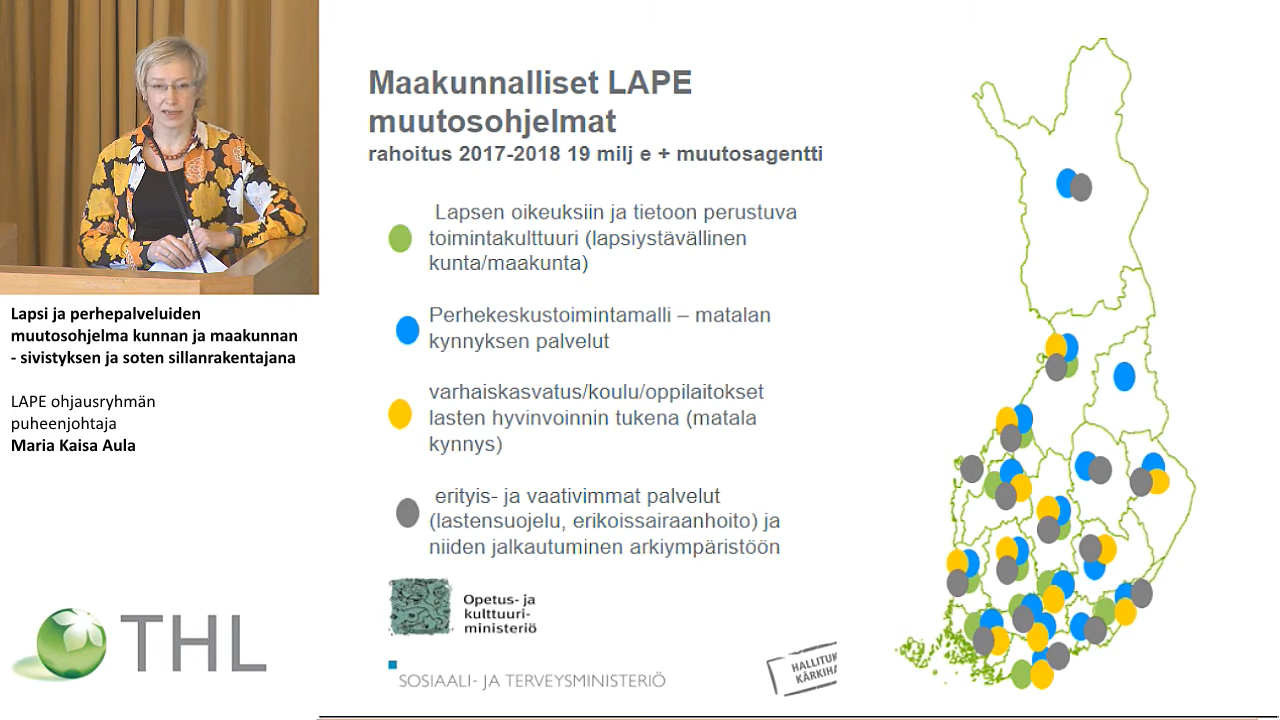 Maakunnalliset LAPE
muutosohjelmat
rahoitus 2017-2018 19 milj e + muutosagentti
Lapsen oikeuksiin ja tietoon perustuva
toimintakulttuuri (lapsiystävällinen
kunta/maakunta)
Perhekeskustoimintamalli – matalan
kynnyksen palvelut
varhaiskasvatus/koulu/oppilaitokset
lasten hyvinvoinnin tukena (matala
kynnys)
erityis- ja vaativimmat palvelut
(lastensuojelu, erikoissairaanhoito) ja
niiden jalkautuminen arkiympäristöön
Opetus- ja
kulttuuri-
ministeriö
SOSIAALI- JA TERVEYSMINISTERIÖ
HALLITUK
KÄRKIHA
Lapsi ja perhepalveluiden
muutosohjelma kunnan ja maakunnan
- sivistyksen ja soten sillanrakentajana
LAPE ohjausryhmän
puheenjohtaja
Maria Kaisa Aula
THL